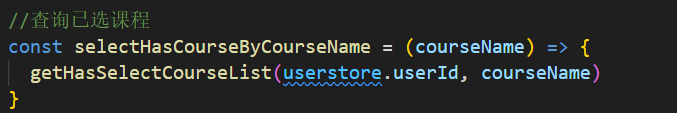 //查询已选课程
const selectHasCourseByCourseName = (courseName) => {
  getHasSelectCourseList(userstore.userId, courseName)
}